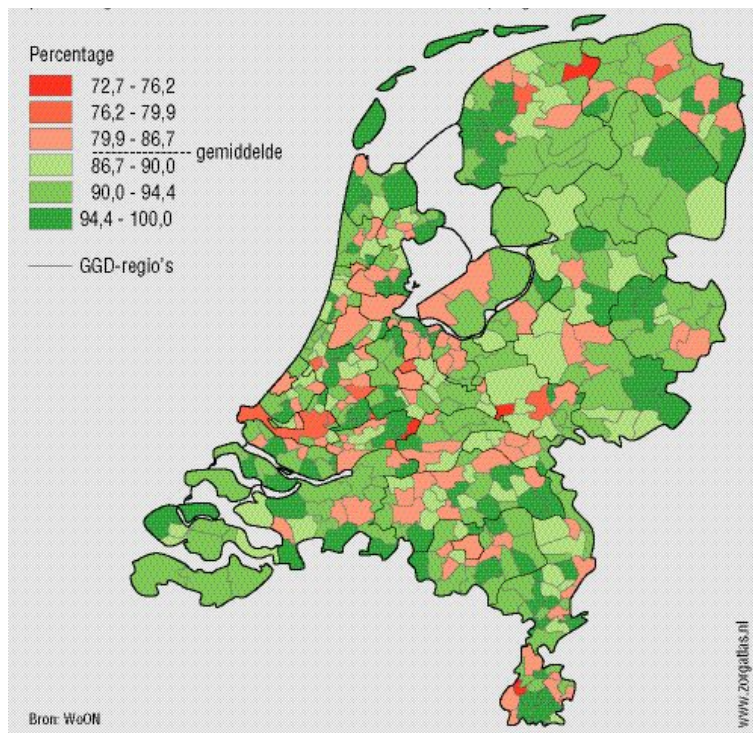 Percentage
72,7 - 76,2
76,2 - 79,9
79,9 - 86,7
gemiddelde
86,7 - 90,0
90,0 - 94,4
94,4 - 100,0
GGD-regio's
Bron: WoON
www.zorgatlas.nl